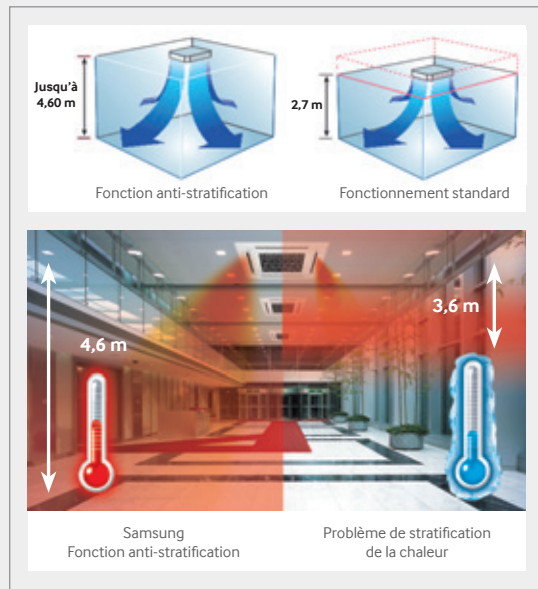 Jusqu'à
4,60 m
2,7 m
Fonction anti-stratification
Fonctionnement standard
4,6 m
3,6 m
Samsung
Fonction anti-stratification
Problème de stratification
de la chaleur